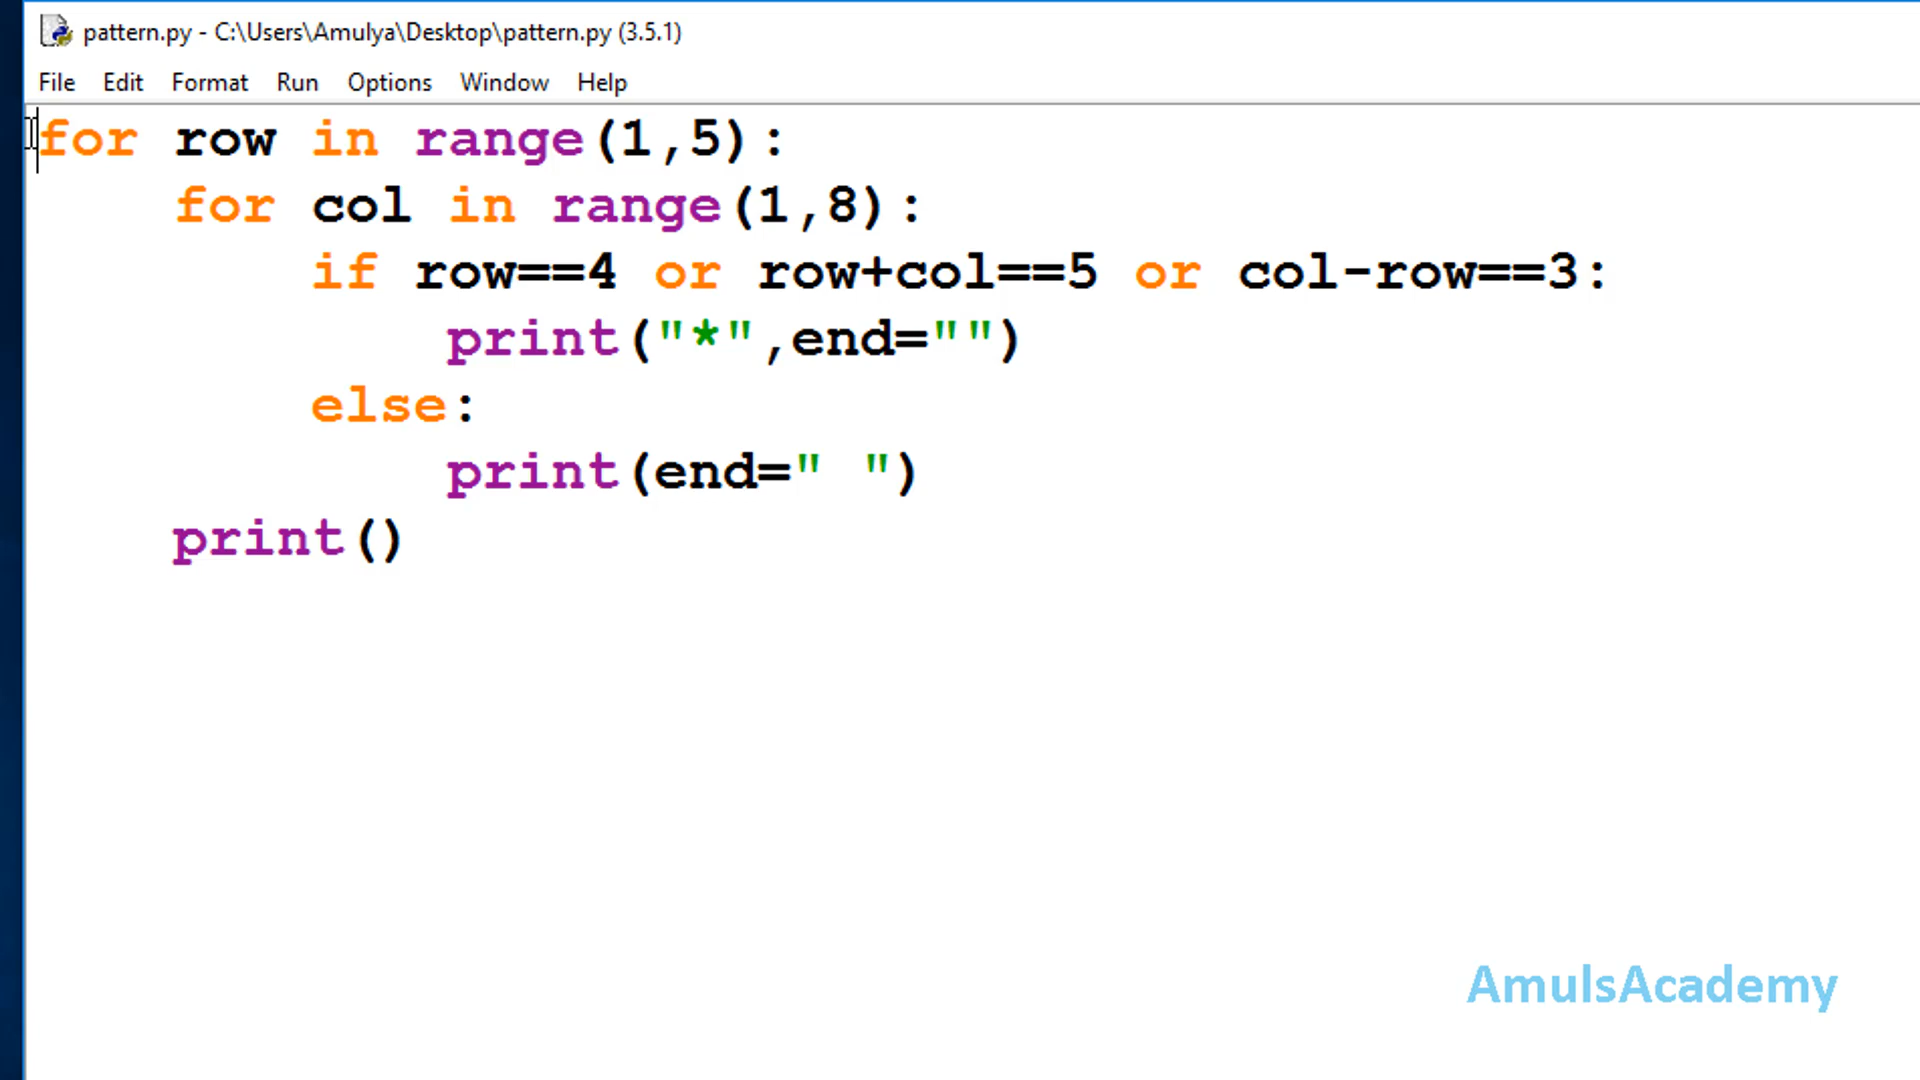 pattern.py - C:\Users\Amulya\Desktop\pattern.py (3.5.1)
File Edit Format Run Options Window Help
for row in range(1,5):
    for col in range(1,8):
        if row==4 or row+col==5 or col-row==3:
            print("*",end="")
        else:
            print(end=" ")
    print()
AmulsAcademy